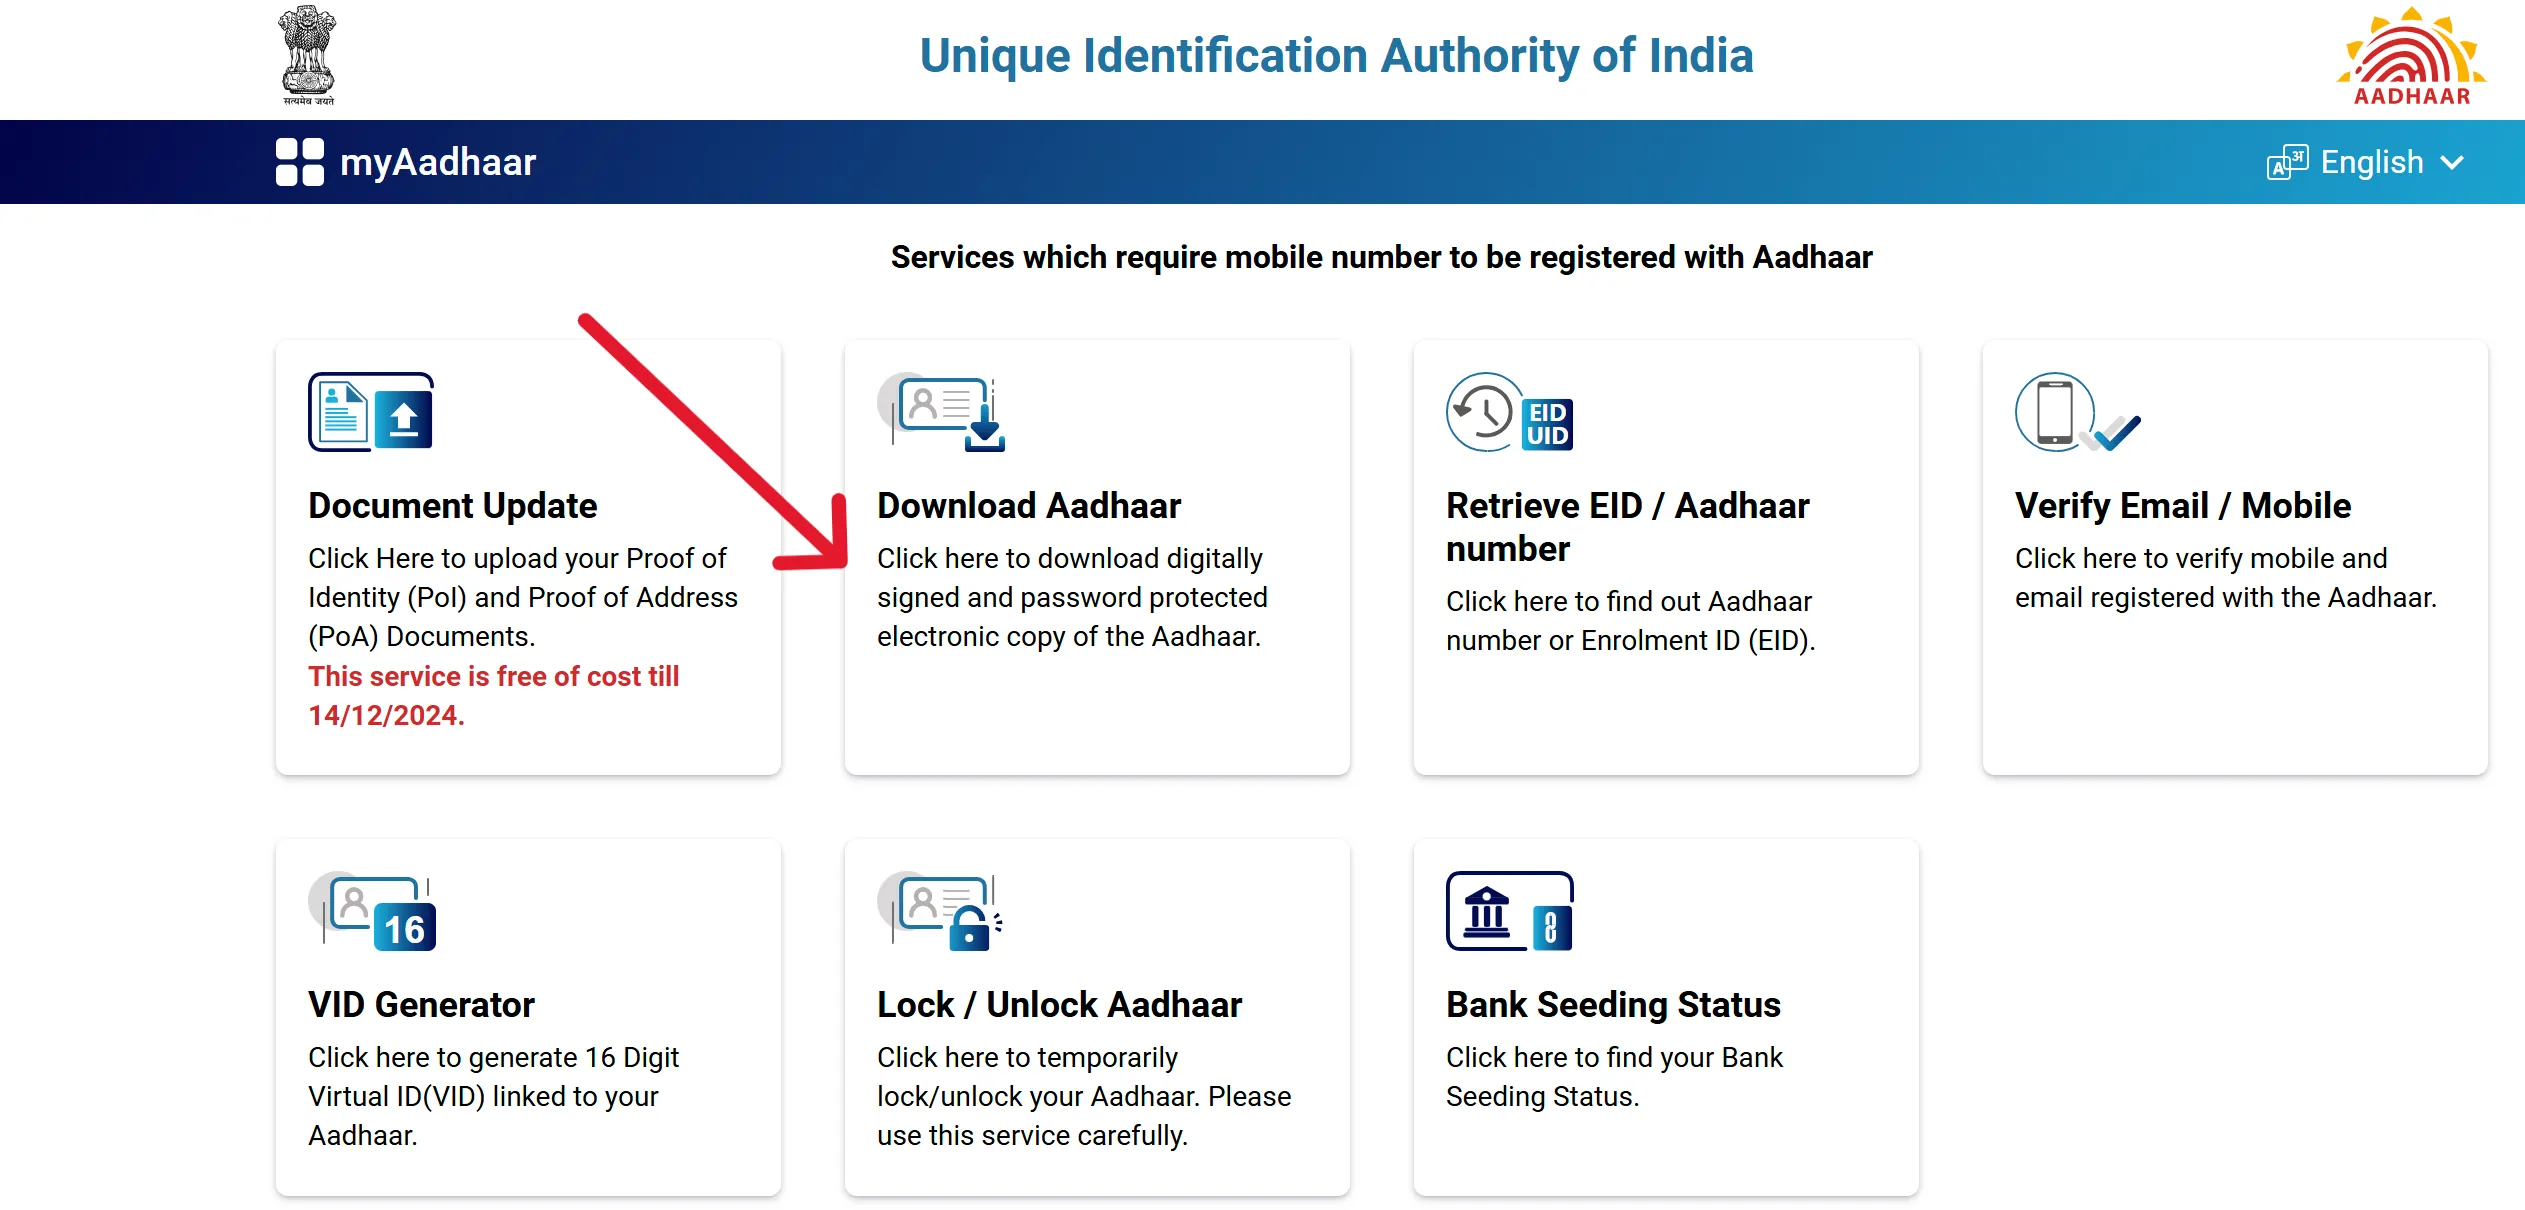 सत्यमेव जयते
Unique Identification Authority of India
AADHAAR
myAadhaar
A अ English
Services which require mobile number to be registered with Aadhaar
Document Update
Click Here to upload your Proof of
Identity (PoI) and Proof of Address
(PoA) Documents.
This service is free of cost till
14/12/2024.
Download Aadhaar
Click here to download digitally
signed and password protected
electronic copy of the Aadhaar.
EID
UID
Retrieve EID / Aadhaar
number
Click here to find out Aadhaar
number or Enrolment ID (EID).
Verify Email / Mobile
Click here to verify mobile and
email registered with the Aadhaar.
16
VID Generator
Click here to generate 16 Digit
Virtual ID(VID) linked to your
Aadhaar.
Lock / Unlock Aadhaar
Click here to temporarily
lock/unlock your Aadhaar. Please
use this service carefully.
Bank Seeding Status
Click here to find your Bank
Seeding Status.